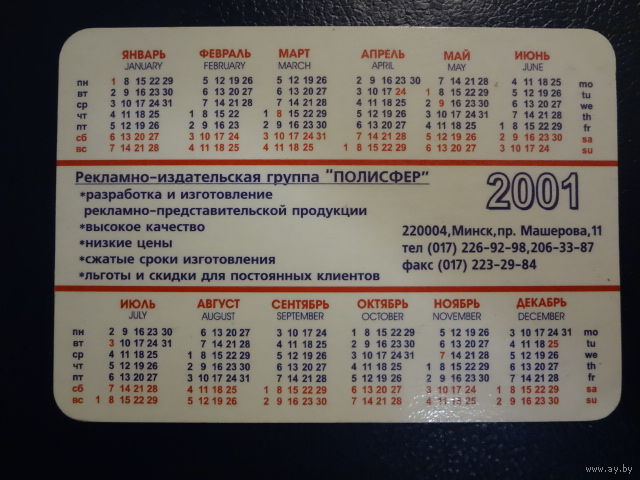 ЯНВАРЬ ФЕВРАЛЬ МАРТ АПРЕЛЬ МАЙ ИЮНЬ
JANUARY FEBRUARY MARCH APRIL MAY JUNE
пн 1 8 15 22 29 5 12 19 26 5 12 19 26 2 9 16 23 30 7 14 21 28 4 11 18 25 mo
вт 2 9 16 23 30 6 13 20 27 6 13 20 27 3 10 17 24 1 8 15 22 29 5 12 19 26 tu
ср 3 10 17 24 31 7 14 21 28 7 14 21 28 4 11 18 25 2 9 16 23 30 6 13 20 27 we
чт 4 11 18 25 1 8 15 22 1 8 15 22 29 5 12 19 26 3 10 17 24 31 7 14 21 28 th
пт 5 12 19 26 2 9 16 23 2 9 16 23 30 6 13 20 27 4 11 18 25 1 8 15 22 29 fr
сб 6 13 20 27 3 10 17 24 3 10 17 24 31 7 14 21 28 5 12 19 26 2 9 16 23 30 sa
вс 7 14 21 28 4 11 18 25 4 11 18 25 1 8 15 22 29 6 13 20 27 3 10 17 24 su
Рекламно-издательская группа "ПОЛИСФЕР"
2001
*разработка и изготовление
рекламно-представительской продукции
*высокое качество
*низкие цены
*сжатые сроки изготовления
*льготы и скидки для постоянных клиентов
220004,Минск,пр. Машерова,11
тел (017) 226-92-98,206-33-87
факс (017) 223-29-84
ИЮЛЬ АВГУСТ СЕНТЯБРЬ ОКТЯБРЬ НОЯБРЬ ДЕКАБРЬ
JULY AUGUST SEPTEMBER OCTOBER NOVEMBER DECEMBER
пн 2 9 16 23 30 6 13 20 27 3 10 17 24 1 8 15 22 29 5 12 19 26 3 10 17 24 31 mo
вт 3 10 17 24 31 7 14 21 28 4 11 18 25 2 9 16 23 30 6 13 20 27 4 11 18 25 tu
ср 4 11 18 25 1 8 15 22 29 5 12 19 26 3 10 17 24 31 7 14 21 28 5 12 19 26 we
чт 5 12 19 26 2 9 16 23 30 6 13 20 27 4 11 18 25 1 8 15 22 29 6 13 20 27 th
пт 6 13 20 27 3 10 17 24 31 7 14 21 28 5 12 19 26 2 9 16 23 30 7 14 21 28 fr
сб 7 14 21 28 4 11 18 25 1 8 15 22 29 6 13 20 27 3 10 17 24 1 8 15 22 29 sa
вс 1 8 15 22 29 5 12 19 26 2 9 16 23 30 7 14 21 28 4 11 18 25 2 9 16 23 30 su
www.ay.by